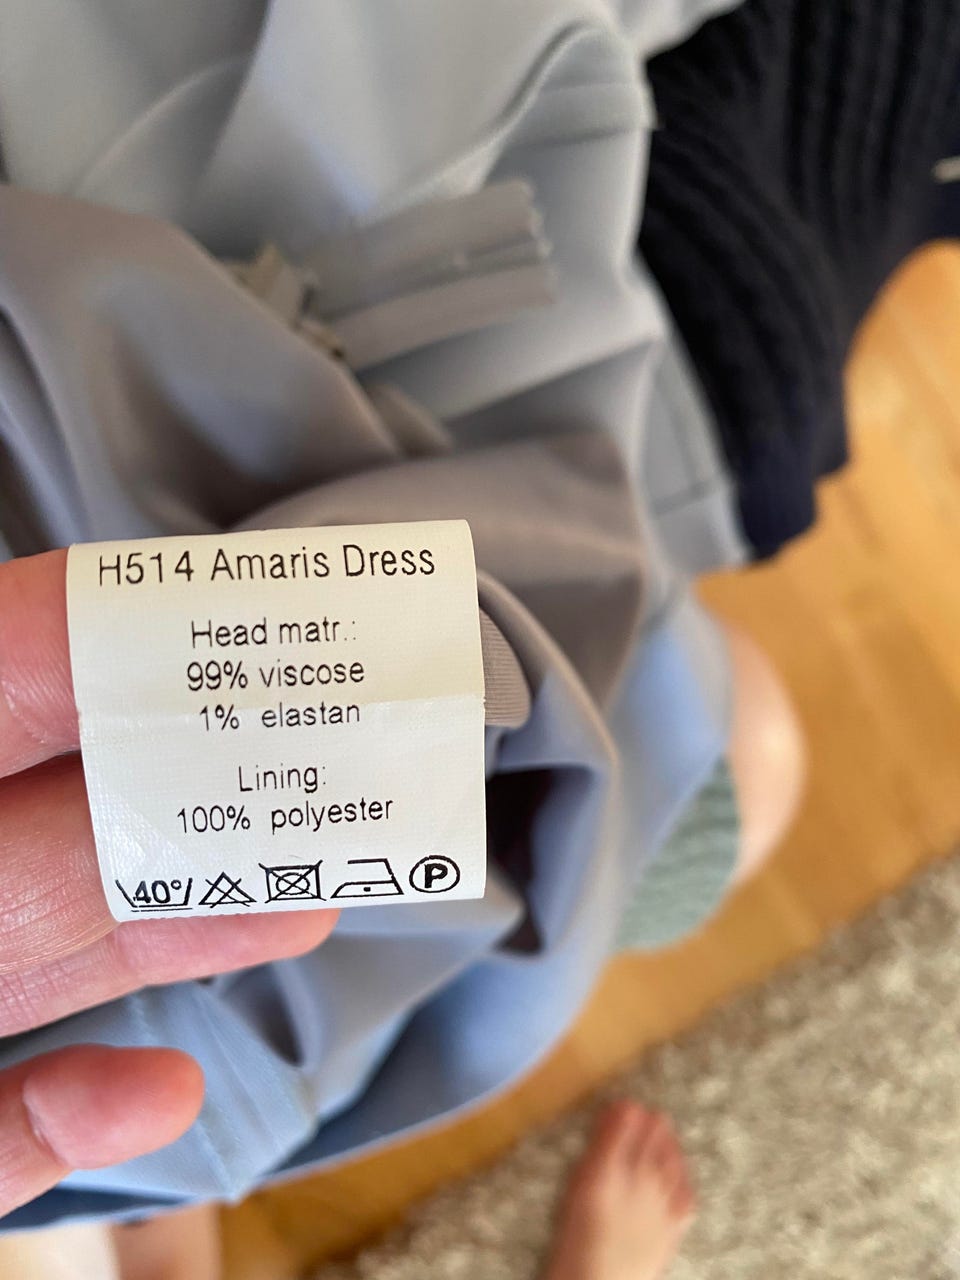 H514 Amaris Dress
Head matr.:
99% viscose
1% elastan
Lining:
100% polyester
40° P